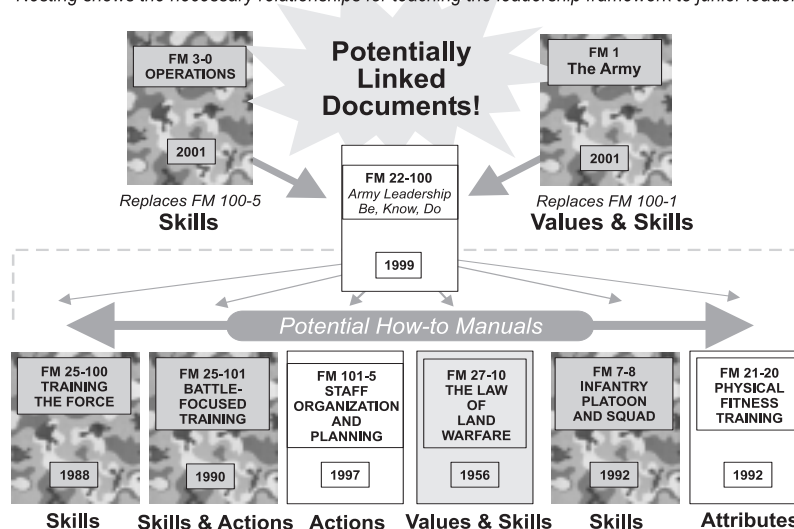 Nesting shows the necessary relationships for teaching the leadership framework to junior leaders
Potentially
Linked
Documents!
FM 3-0
OPERATIONS
2001
Replaces FM 100-5
Skills
FM 1
The Army
2001
Replaces FM 100-1
Values & Skills
FM 22-100
Army Leadership
Be, Know, Do
1999
Potential How-to Manuals
FM 25-100
TRAINING
THE FORCE
1988
Skills
FM 25-101
BATTLE-
FOCUSED
TRAINING
1990
Skills & Actions
FM 101-5
STAFF
ORGANIZATION
AND
PLANNING
1997
Actions
FM 27-10
THE LAW
OF
LAND
WARFARE
1956
Values & Skills
FM 7-8
INFANTRY
PLATOON
AND SQUAD
1992
Skills
FM 21-20
PHYSICAL
FITNESS
TRAINING
1992
Attributes